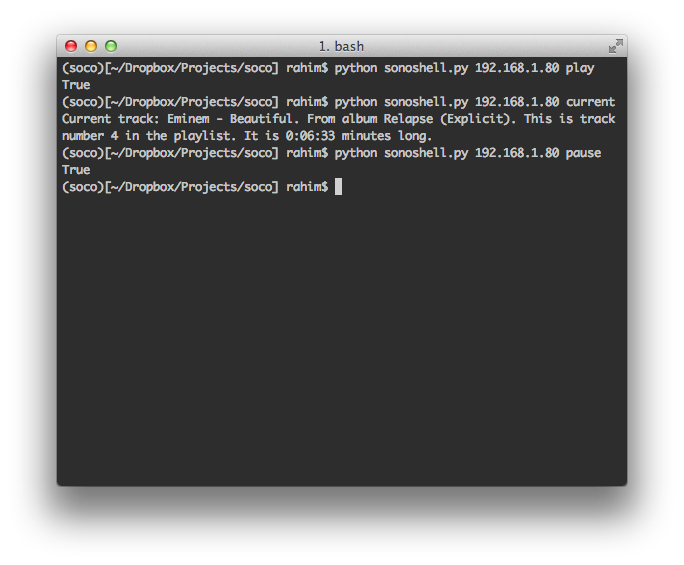 1. bash
(soco)[~/Dropbox/Projects/soco] rahim$ python sonoshell.py 192.168.1.80 play
True
(soco)[~/Dropbox/Projects/soco] rahim$ python sonoshell.py 192.168.1.80 current
Current track: Eminem - Beautiful. From album Relapse (Explicit). This is track
number 4 in the playlist. It is 0:06:33 minutes long.
(soco)[~/Dropbox/Projects/soco] rahim$ python sonoshell.py 192.168.1.80 pause
True
(soco)[~/Dropbox/Projects/soco] rahim$